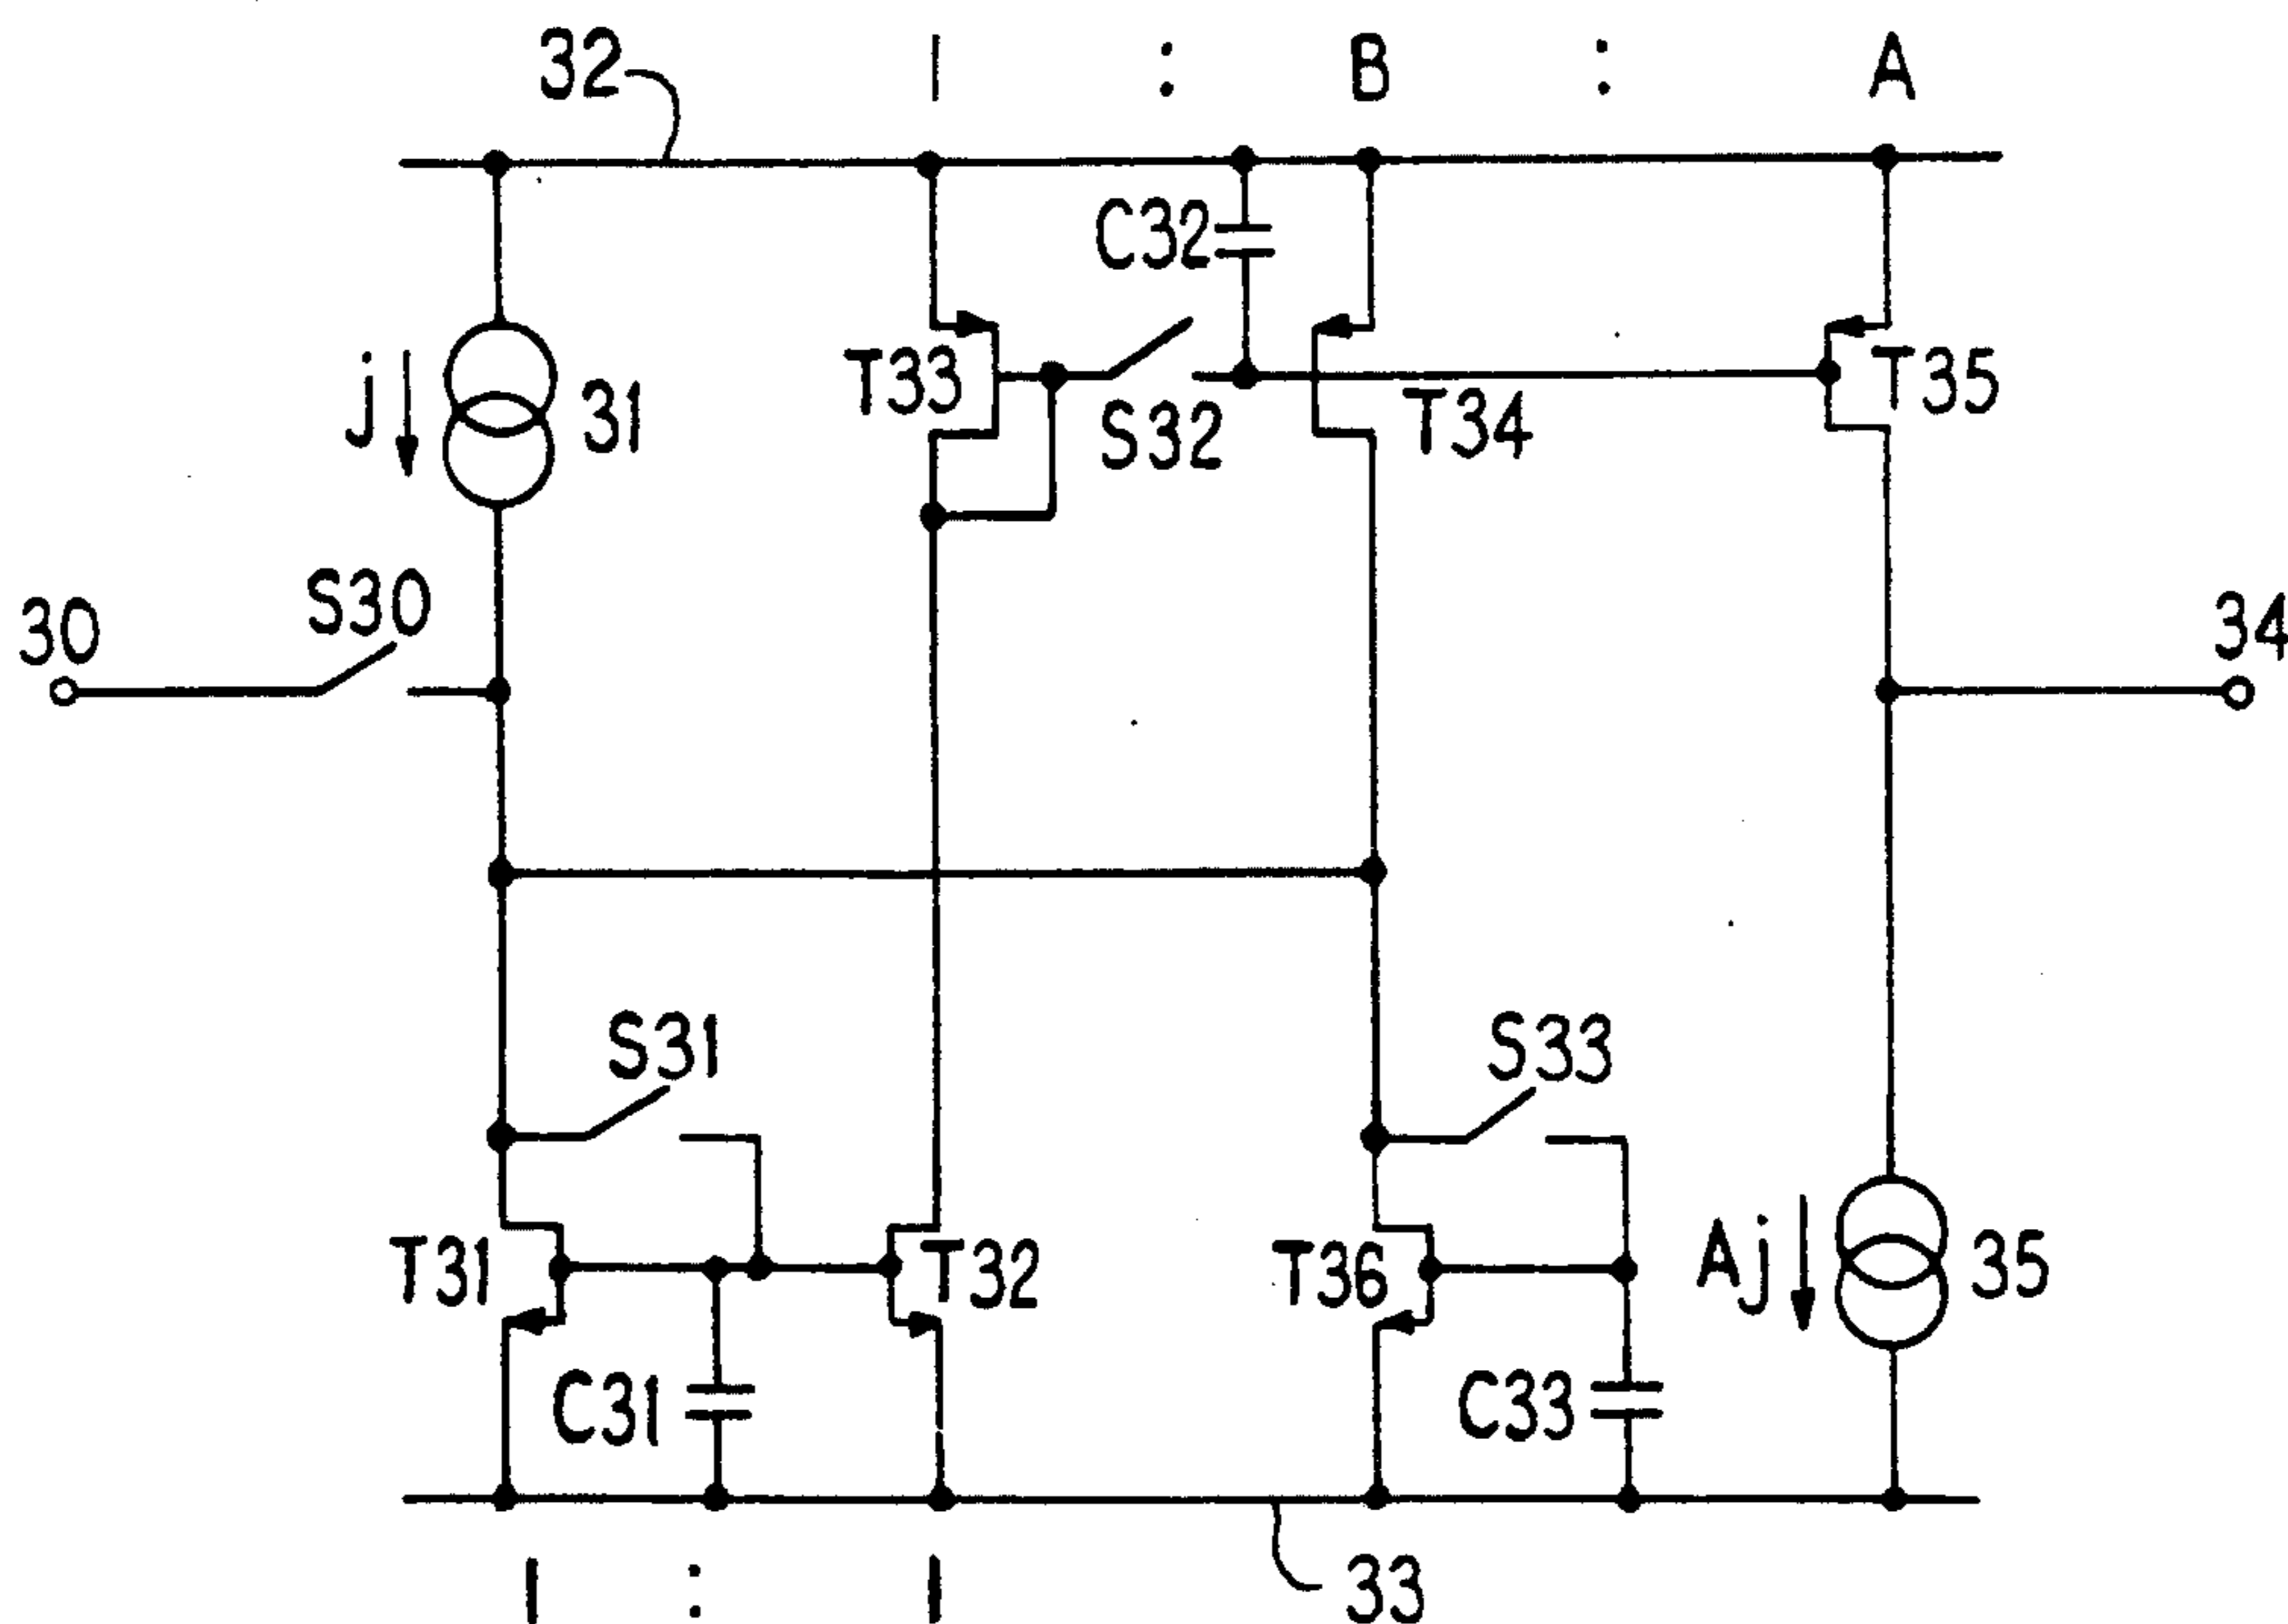 32 1 : B : A
C32
j 31 T33 S32 T34 T35
30 S30 34
S31 S33
T31 T32 T36 Aj 35
C31 C33
1 : 1 33